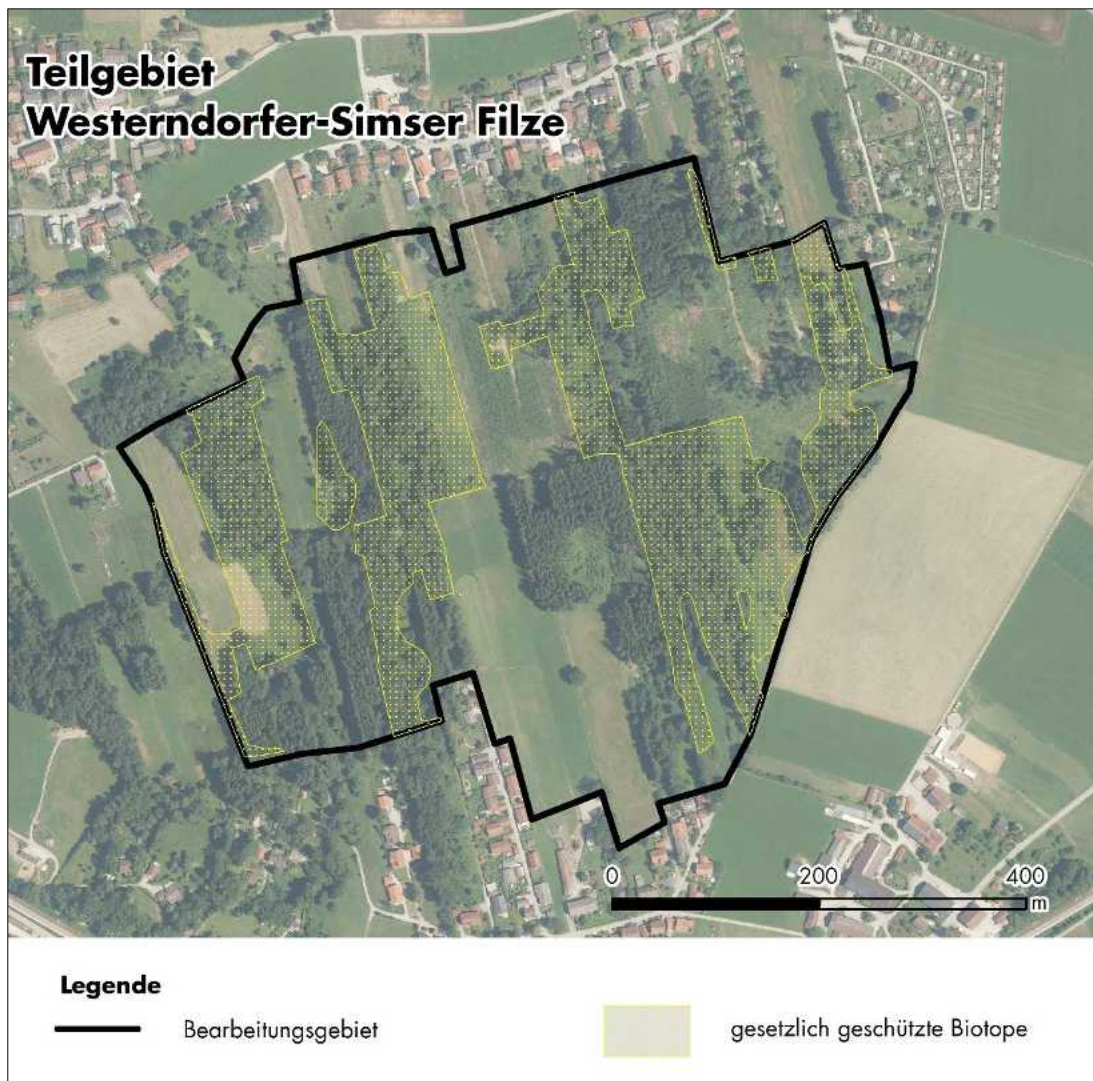 Teilgebiet
Westerndorfer-Simser Filze
0 200 400
m
Legende
Bearbeitungsgebiet
gesetzlich geschützte Biotope